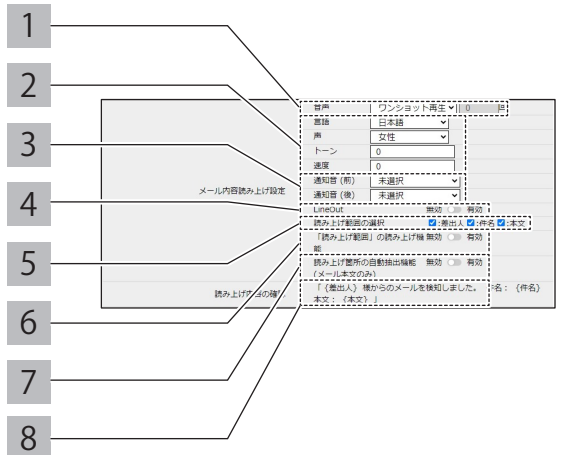 1
2
3
4
5
6
7
8
音声 ワンショット再生 0
言語 日本語
声 女性
トーン 0
速度 0
メール内容読み上げ設定
通知音 (前) 未選択
通知音 (後) 未選択
LineOut 無効 有効
読み上げ範囲の選択 :差出人 :件名 :本文
「読み上げ範囲」の読み上げ機 無効 有効
能
読み上げ箇所の自動抽出機能 無効 有効
(メール本文のみ)
読み上げ内容の確認
「 {差出人} 様からのメールを検知しました。 件名： {件名}
本文： {本文} 」